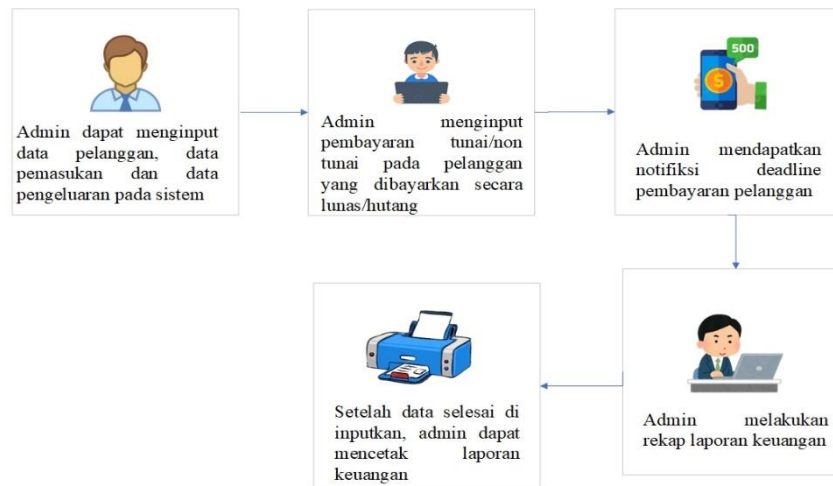 Admin dapat menginput
data pelanggan, data
pemasukan dan data
pengeluaran pada sistem
Admin menginput
pembayaran tunai/non
tunai pada pelanggan
yang dibayarkan secara
lunas/hutang
500
$
Admin mendapatkan
notifiksi deadline
pembayaran pelanggan
Admin melakukan
rekap laporan keuangan
Setelah data selesai di
inputkan, admin dapat
mencetak laporan
keuangan